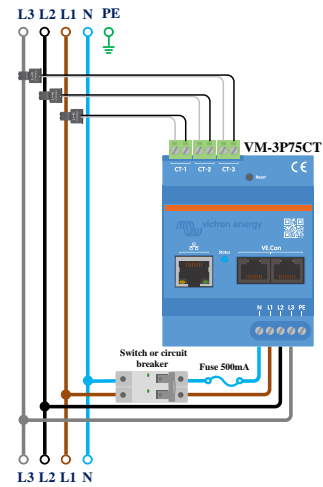 L3 L2 L1 N PE
VM-3P75CT
CT-1 CT-2 CT-3
Reset
CE
victron energy
Status
VE.Can
N L1 L2 L3 PE
Switch or circuit
breaker
Fuse 500mA
L3 L2 L1 N